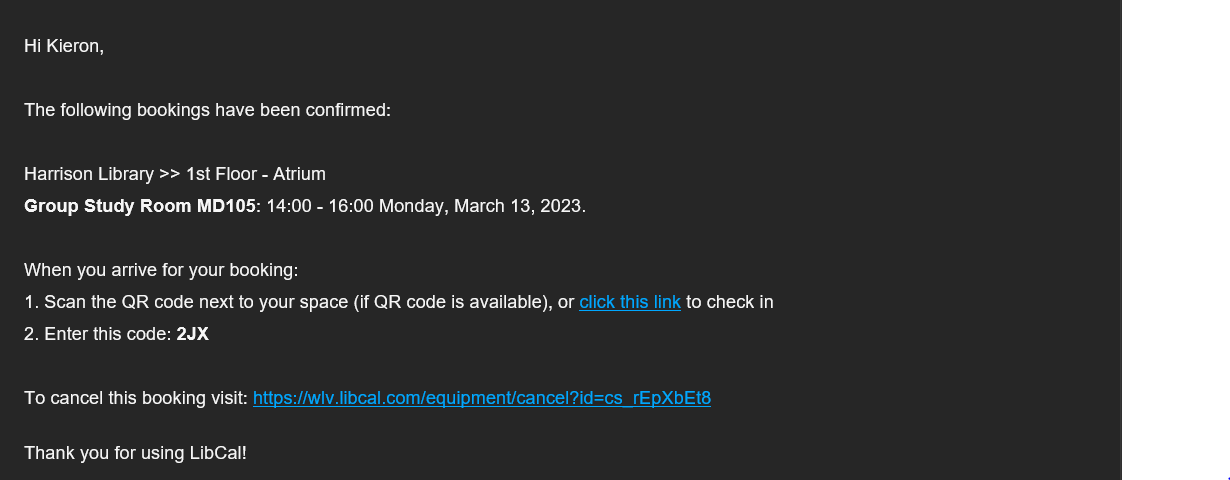 Hi Kieron,
The following bookings have been confirmed:
Harrison Library >> 1st Floor - Atrium
Group Study Room MD105: 14:00 - 16:00 Monday, March 13, 2023.
When you arrive for your booking:
1. Scan the QR code next to your space (if QR code is available), or click this link to check in
2. Enter this code: 2JX
To cancel this booking visit: https://wlv.libcal.com/equipment/cancel?id=cs_rEpXbEt8
Thank you for using LibCal!